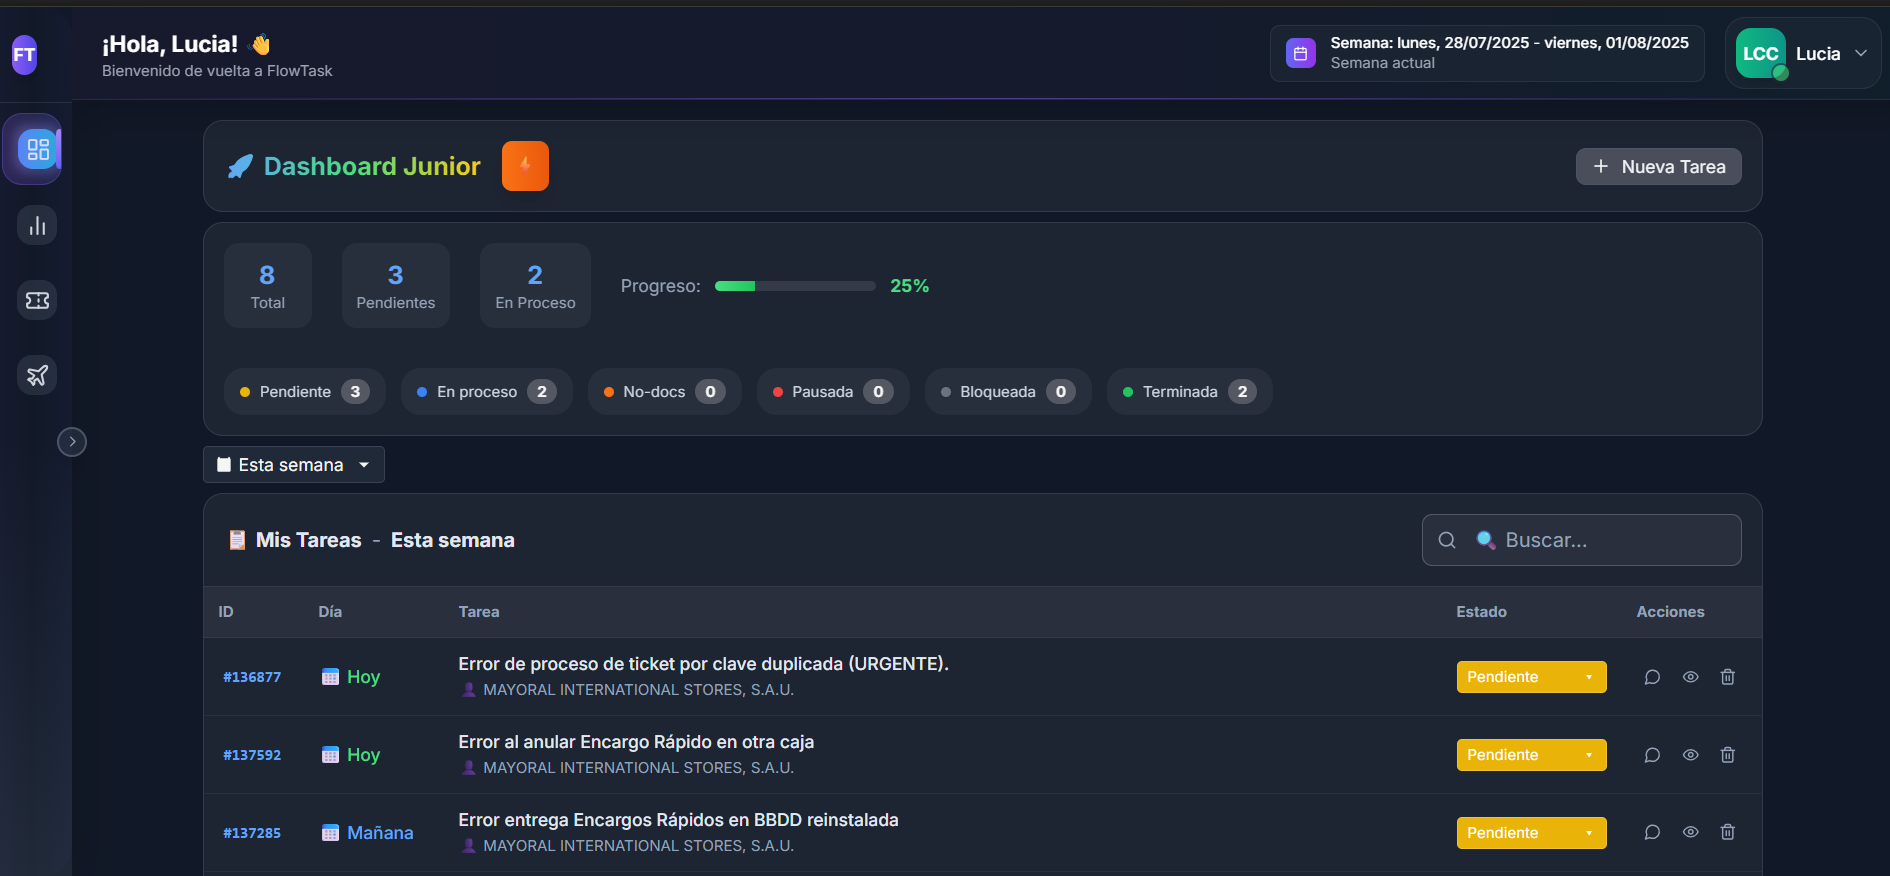 FT
¡Hola, Lucia! 👋
Bienvenido de vuelta a FlowTask
Semana: lunes, 28/07/2025 - viernes, 01/08/2025
Semana actual
LCC
Lucia
🚀 Dashboard Junior
+ Nueva Tarea
8
Total
3
Pendientes
2
En Proceso
Progreso:
25%
Pendiente 3
En proceso 2
No-docs 0
Pausada 0
Bloqueada 0
Terminada 2
Esta semana
📋 Mis Tareas - Esta semana
🔍 Buscar...
ID
Día
Tarea
Estado
Acciones
#136877
Hoy
Error de proceso de ticket por clave duplicada (URGENTE).
👤 MAYORAL INTERNATIONAL STORES, S.A.U.
Pendiente
#137592
Hoy
Error al anular Encargo Rápido en otra caja
👤 MAYORAL INTERNATIONAL STORES, S.A.U.
Pendiente
#137285
Mañana
Error entrega Encargos Rápidos en BBDD reinstalada
👤 MAYORAL INTERNATIONAL STORES, S.A.U.
Pendiente